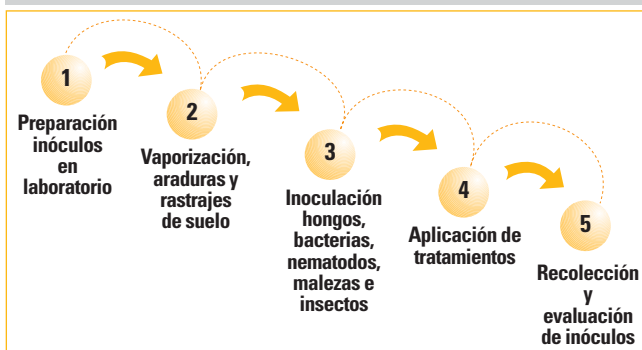 1
Preparación
inóculos
en
laboratorio
2
Vaporización,
araduras y
rastrajes
de suelo
3
Inoculación
hongos,
bacterias,
nematodos,
malezas e
insectos
4
Aplicación de
tratamientos
5
Recolección
y
evaluación
de inóculos